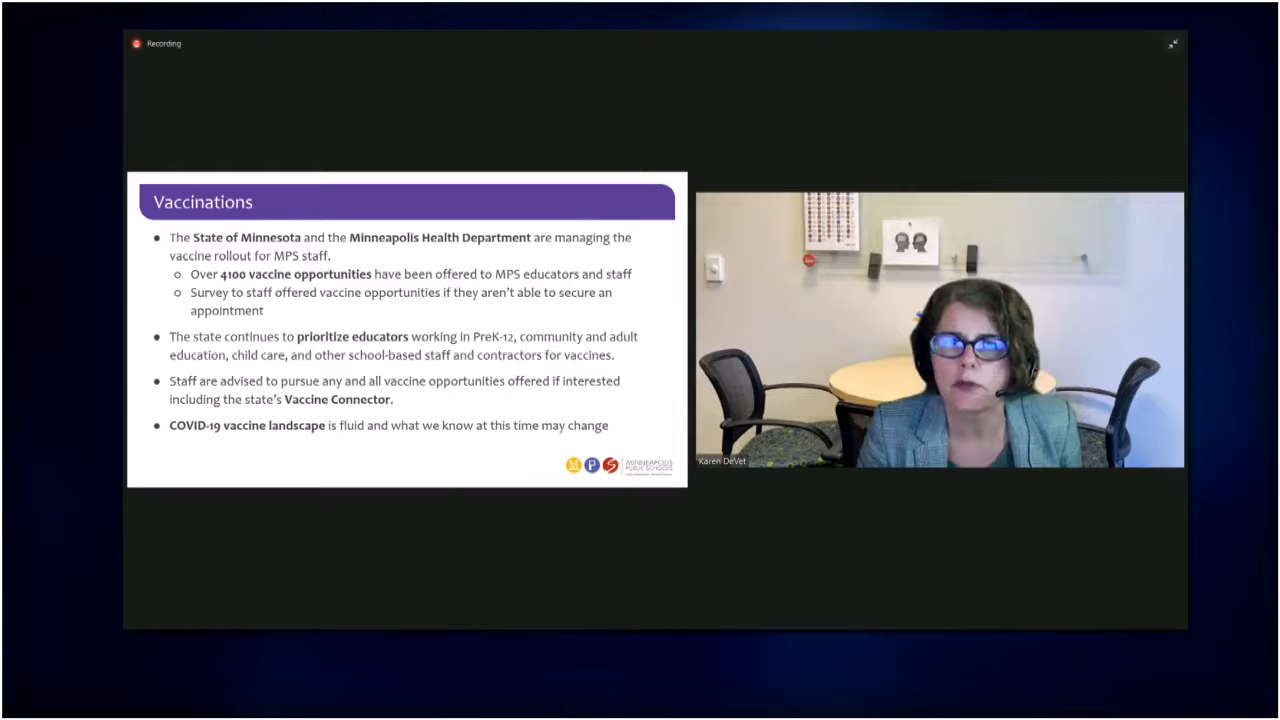 Recording
Vaccinations
• The State of Minnesota and the Minneapolis Health Department are managing the
vaccine rollout for MPS staff.
○ Over 4100 vaccine opportunities have been offered to MPS educators and staff
○ Survey to staff offered vaccine opportunities if they aren't able to secure an
appointment
• The state continues to prioritize educators working in PreK-12, community and adult
education, child care, and other school-based staff and contractors for vaccines.
• Staff are advised to pursue any and all vaccine opportunities offered if interested
including the state's Vaccine Connector.
• COVID-19 vaccine landscape is fluid and what we know at this time may change
M P S MINNEAPOLIS
PUBLIC SCHOOLS
Karen DeVet